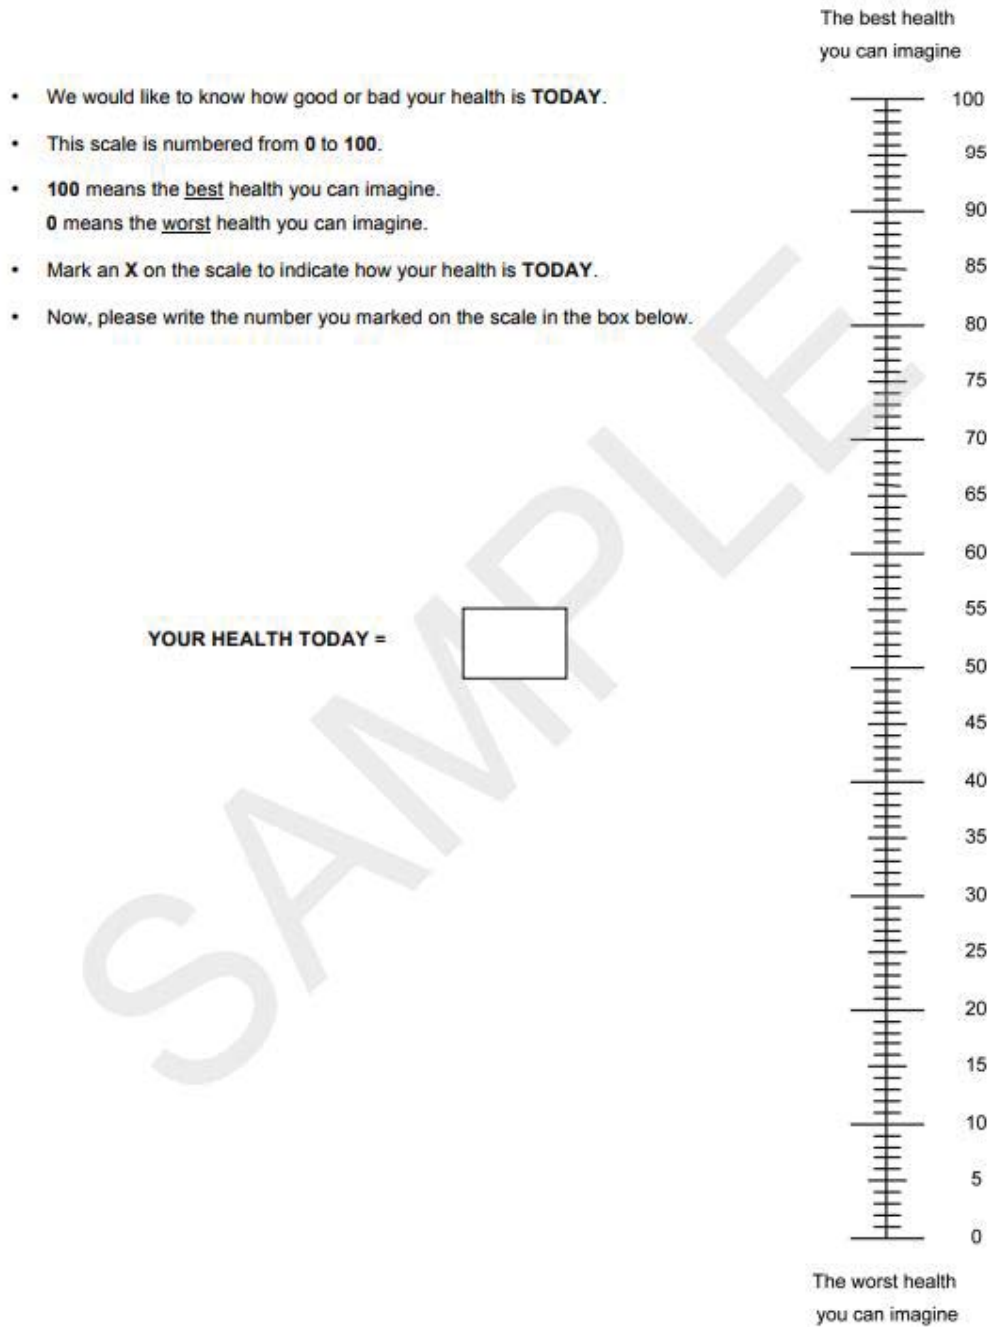 The best health
you can imagine
• We would like to know how good or bad your health is TODAY.
• This scale is numbered from 0 to 100.
• 100 means the best health you can imagine.
0 means the worst health you can imagine.
• Mark an X on the scale to indicate how your health is TODAY.
• Now, please write the number you marked on the scale in the box below.
YOUR HEALTH TODAY =
100
95
90
85
80
75
70
65
60
55
50
45
40
35
30
25
20
15
10
5
0
The worst health
you can imagine
SAMPLE